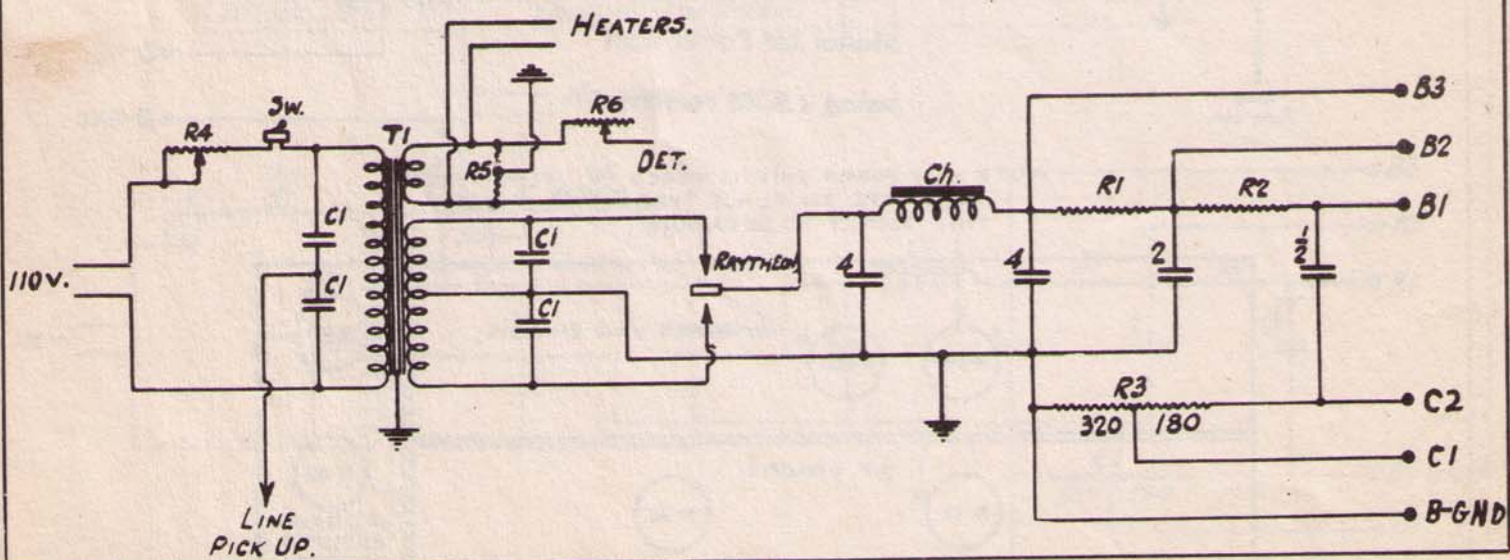 HEATERS.
SW.
R4
T1
R6
DET.
R5
C1
C1
110V.
LINE
PICK UP.
C1
C1
RAYTHEON
Ch.
4
4
R1
R2
2
½
B3
B2
B1
R3
320 180
C2
C1
B-GND